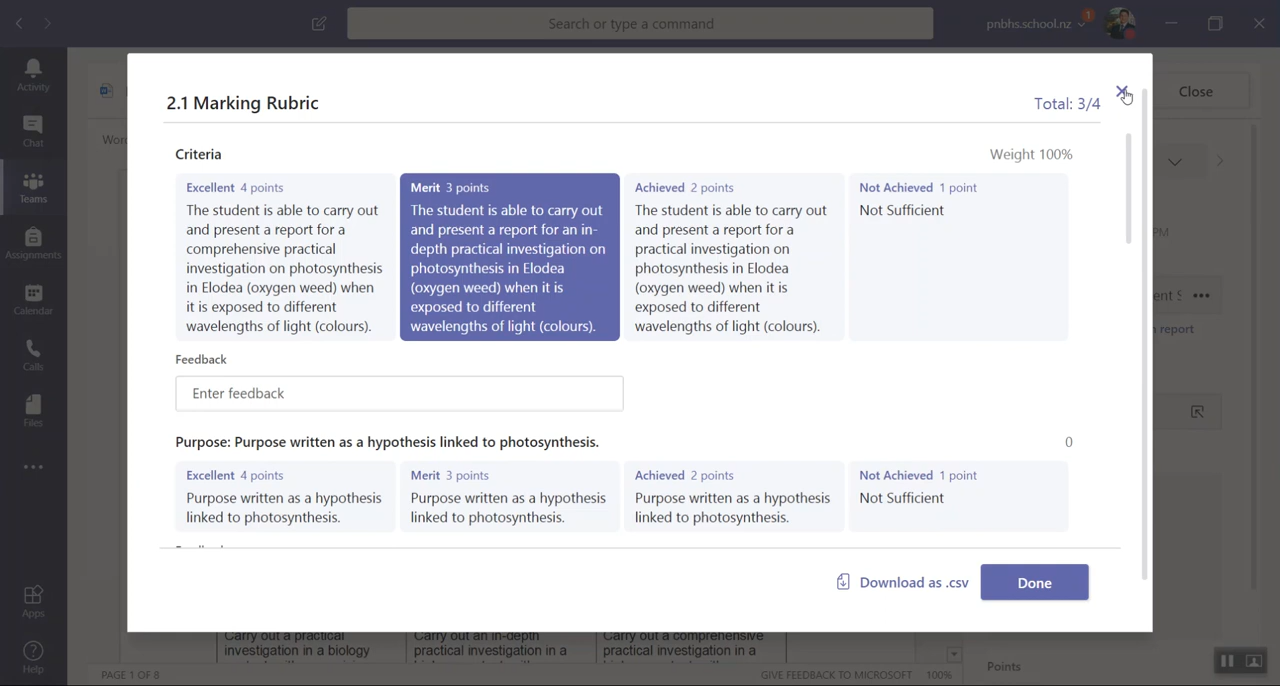 Search or type a command
pnbhs.school.nz
1
Activity
Chat
Teams
Assignments
Calendar
Calls
Files
Apps
Help
Close
2.1 Marking Rubric
Total: 3/4
Criteria
Weight 100%
Excellent 4 points
The student is able to carry out
and present a report for a
comprehensive practical
investigation on photosynthesis
in Elodea (oxygen weed) when
it is exposed to different
wavelengths of light (colours).
Merit 3 points
The student is able to carry out
and present a report for an in-
depth practical investigation on
photosynthesis in Elodea
(oxygen weed) when it is
exposed to different
wavelengths of light (colours).
Achieved 2 points
The student is able to carry out
and present a report for a
practical investigation on
photosynthesis in Elodea
(oxygen weed) when it is
exposed to different
wavelengths of light (colours).
Not Achieved 1 point
Not Sufficient
Feedback
Enter feedback
Purpose: Purpose written as a hypothesis linked to photosynthesis.
0
Excellent 4 points
Purpose written as a hypothesis
linked to photosynthesis.
Merit 3 points
Purpose written as a hypothesis
linked to photosynthesis.
Achieved 2 points
Purpose written as a hypothesis
linked to photosynthesis.
Not Achieved 1 point
Not Sufficient
Download as .csv
Done
PM
report
Carry out a practical
investigation in a biology
Carry out an in-depth
practical investigation in a
Carry out a comprehensive
practical investigation in a
PAGE 1 OF 8
GIVE FEEDBACK TO MICROSOFT
100%
Points